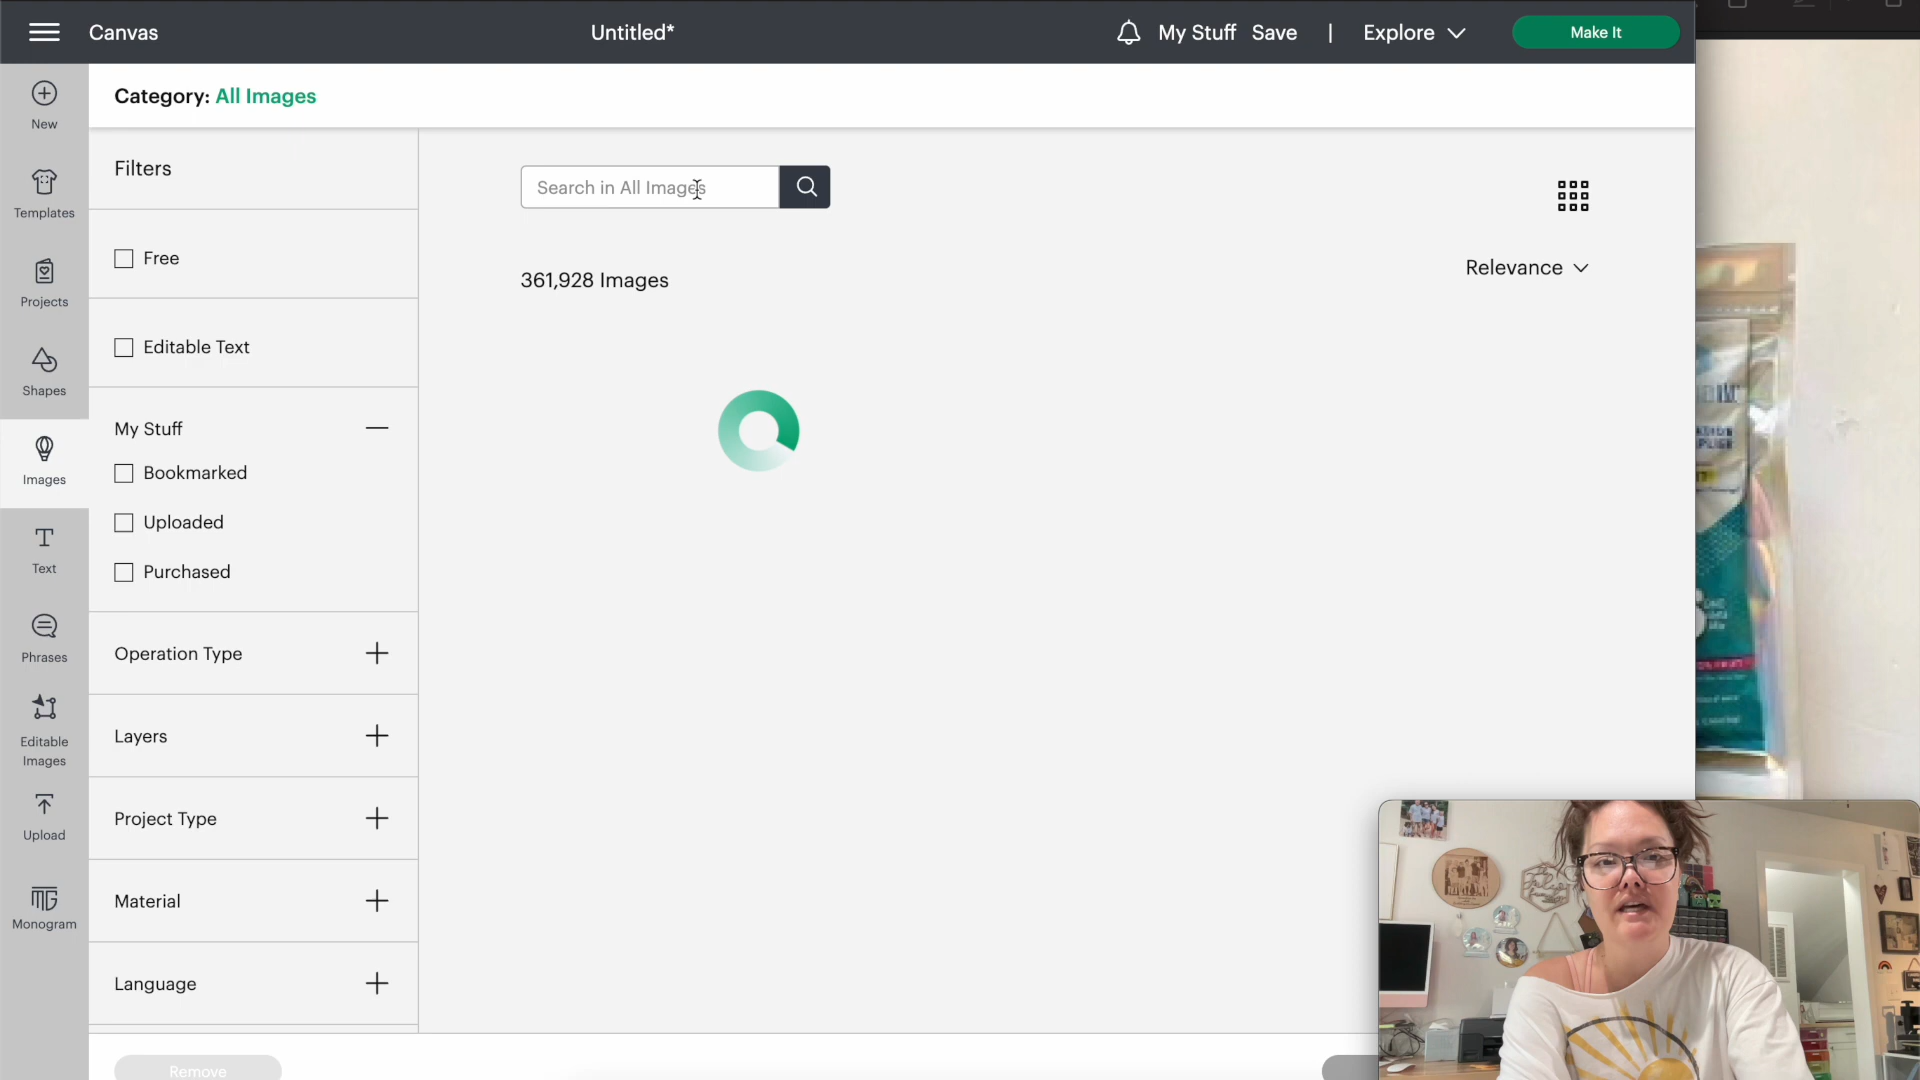 Canvas
Untitled*
My Stuff
Save
|
Explore
Make It
New
Templates
Projects
Shapes
Images
Text
Phrases
Editable
Images
Upload
Monogram
Category: All Images
Filters
Free
Editable Text
My Stuff
Bookmarked
Uploaded
Purchased
Operation Type
Layers
Project Type
Material
Language
Remove
Search in All Images
361,928 Images
Relevance